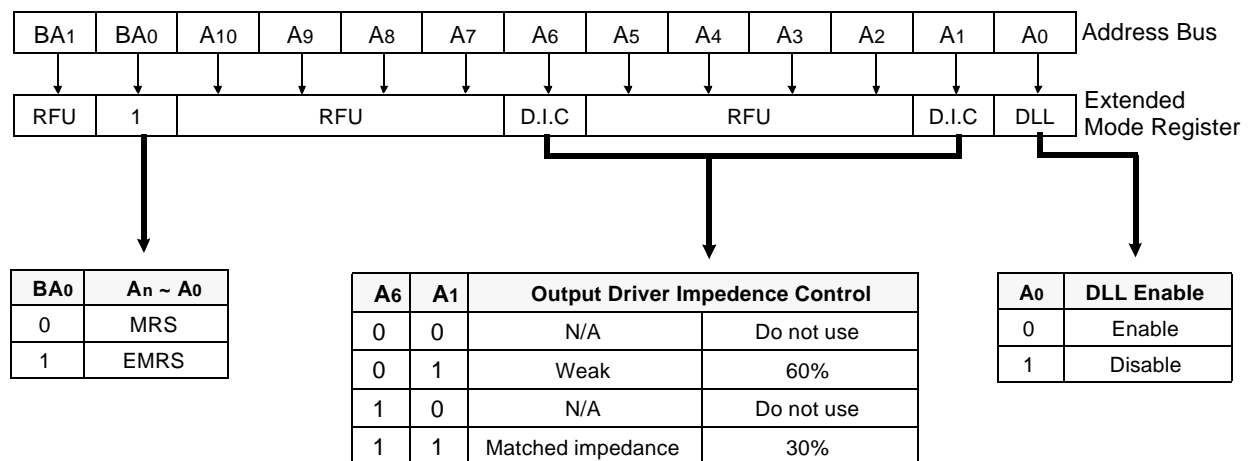 BA1 BA0 A10 A9 A8 A7 A6 A5 A4 A3 A2 A1 A0 Address Bus
RFU 1 RFU D.I.C RFU D.I.C DLL Extended
Mode Register
BA0 An ~ A0
0 MRS
1 EMRS
A6 A1 Output Driver Impedence Control
0 0 N/A Do not use
0 1 Weak 60%
1 0 N/A Do not use
1 1 Matched impedance 30%
A0 DLL Enable
0 Enable
1 Disable